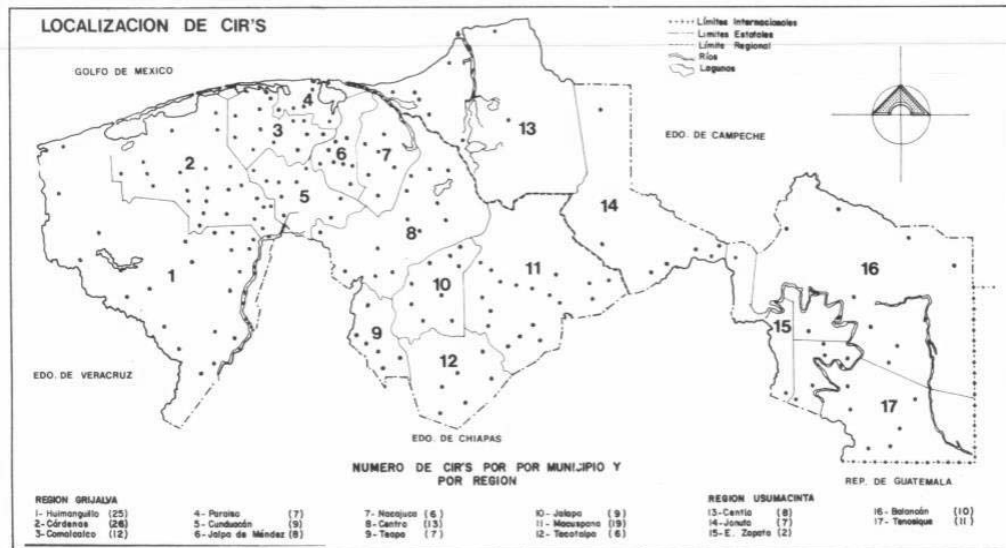 LOCALIZACION DE CIR'S
Límites Internacionales
Limites Estatales
Límite Regional
Ríos
Lagunas
GOLFO DE MEXICO
EDO. DE CAMPECHE
4
3
13
2
6
7
5
14
8
1
11
16
10
15
9
12
17
EDO. DE VERACRUZ
EDO. DE CHIAPAS
REP. DE GUATEMALA
NUMERO DE CIR'S POR POR MUNICIPIO Y
POR REGION
REGION GRIJALVA
1- Huimanguillo (25)
2- Cárdenas (26)
3- Comalcalco (12)
4- Paraíso (7)
5- Cunduacán (9)
6- Jalpa de Méndez (8)
7- Nacajuca (6)
8- Centro (13)
9- Teapa (7)
10- Jalapa (9)
11- Macuspana (19)
12- Tacotalpa (6)
REGION USUMACINTA
13- Centla (8)
14- Jonuta (7)
15- E. Zapata (2)
16- Balancán (10)
17- Tenosique (11)